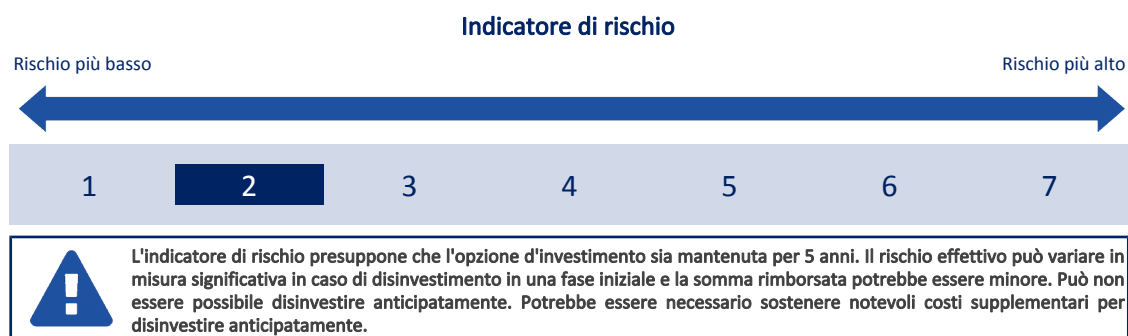 Indicatore di rischio
Rischio più basso
Rischio più alto
1 2 3 4 5 6 7
L'indicatore di rischio presuppone che l'opzione d'investimento sia mantenuta per 5 anni. Il rischio effettivo può variare in
misura significativa in caso di disinvestimento in una fase iniziale e la somma rimborsata potrebbe essere minore. Può non
essere possibile disinvestire anticipatamente. Potrebbe essere necessario sostenere notevoli costi supplementari per
disinvestire anticipatamente.